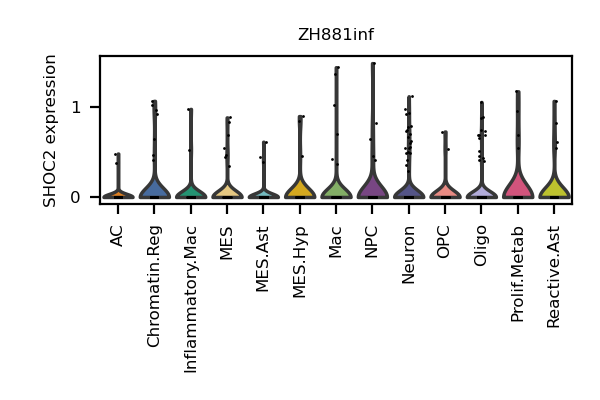 ZH881inf
SHOC2 expression
1
0
AC
Chromatin.Reg
Inflammatory.Mac
MES
MES.Ast
MES.Hyp
Mac
NPC
Neuron
OPC
Oligo
Prolif.Metab
Reactive.Ast